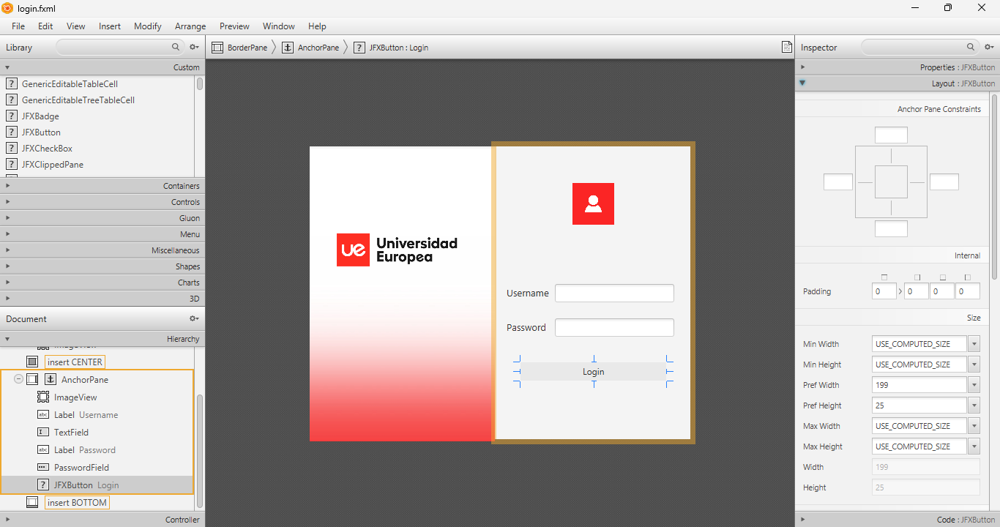 login.fxml
File Edit View Insert Modify Arrange Preview Window Help
Library
BorderPane AnchorPane ? JFXButton : Login
Inspector
Custom
? GenericEditableTableCell
? GenericEditableTreeTableCell
? JFXBadge
? JFXButton
? JFXCheckBox
? JFXClippedPane
Containers
Controls
Gluon
Menu
Miscellaneous
Shapes
Charts
3D
Document
Hierarchy
ImageView
insert CENTER
AnchorPane
ImageView
abc Label Username
TextField
abc Label Password
PasswordField
? JFXButton Login
insert BOTTOM
Controller
ue Universidad
Europea
Username
Password
Login
Properties : JFXButton
Layout : JFXButton
Anchor Pane Constraints
Internal
Padding 0 0 0 0
Size
Min Width USE_COMPUTED_SIZE
Min Height USE_COMPUTED_SIZE
Pref Width 199
Pref Height 25
Max Width USE_COMPUTED_SIZE
Max Height USE_COMPUTED_SIZE
Width 199
Height 25
Code : JFXButton